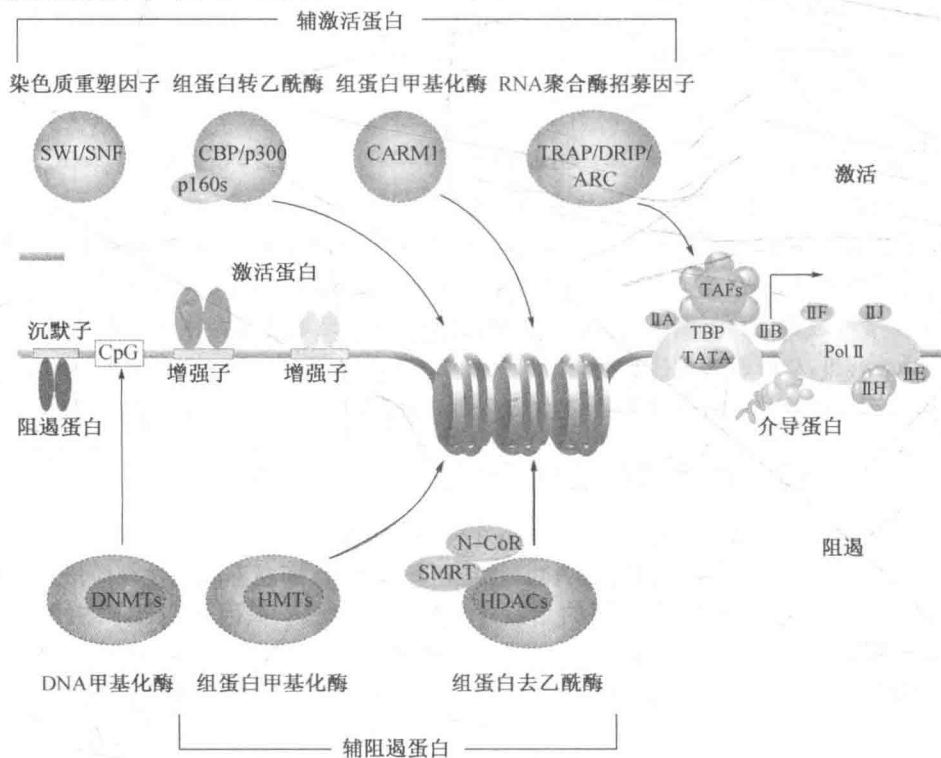 辅激活蛋白
染色质重塑因子 组蛋白转乙酰酶 组蛋白甲基化酶 RNA聚合酶招募因子
SWI/SNF
CBP/p300
p160s
CARM1
TRAP/DRIP/
ARC
激活
激活蛋白
沉默子
CpG
增强子
增强子
阻遏蛋白
TAFs
ⅡA
TBP
TATA
ⅡB
ⅡF
ⅡJ
Pol Ⅱ
ⅡH
ⅡE
介导蛋白
阻遏
N-CoR
SMRT
DNMTs
HMTs
HDACs
DNA甲基化酶 组蛋白甲基化酶 组蛋白去乙酰酶
辅阻遏蛋白